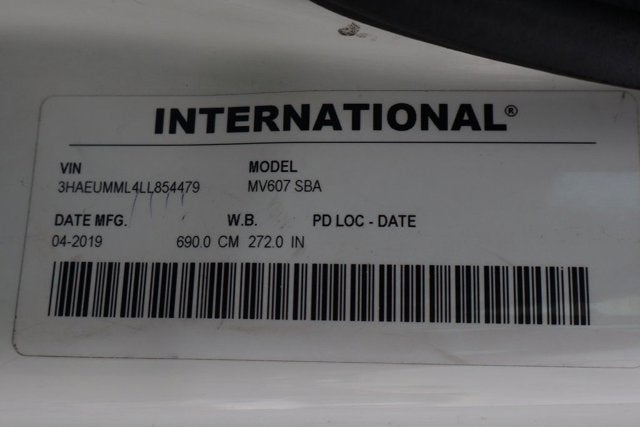 INTERNATIONAL®
VIN MODEL
3HAEUMML4LL854479 MV607 SBA
DATE MFG. W.B. PD LOC - DATE
04-2019 690.0 CM 272.0 IN